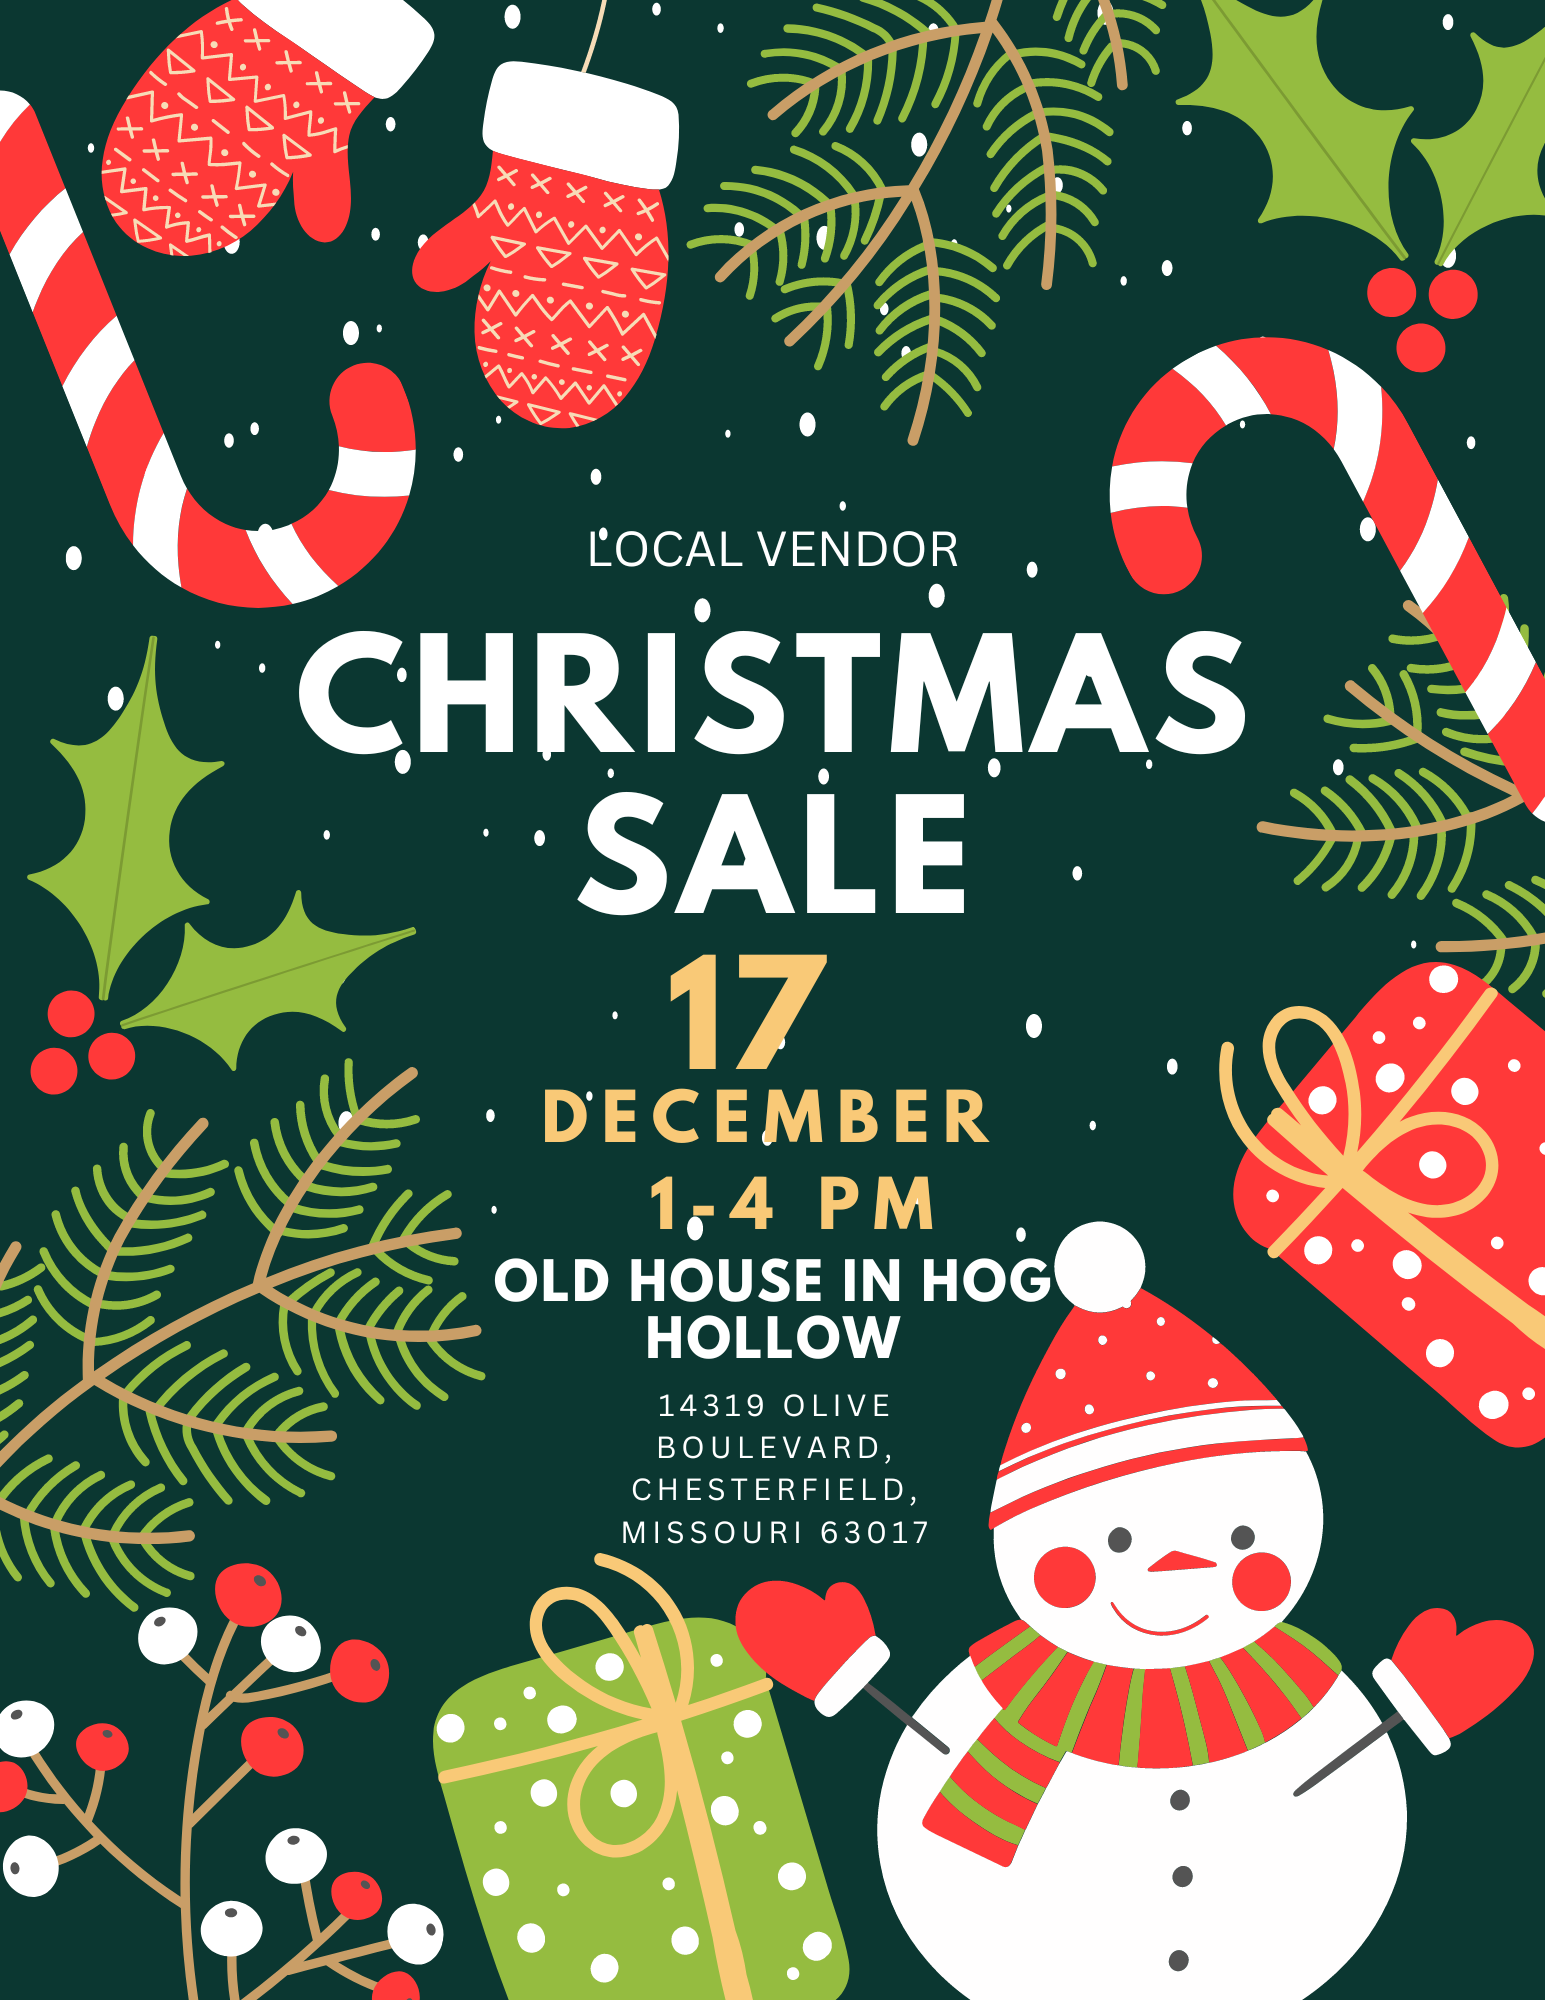 LOCAL VENDOR
CHRISTMAS
SALE
17
DECEMBER
1-4 PM
OLD HOUSE IN HOG
HOLLOW
14319 OLIVE
BOULEVARD,
CHESTERFIELD,
MISSOURI 63017